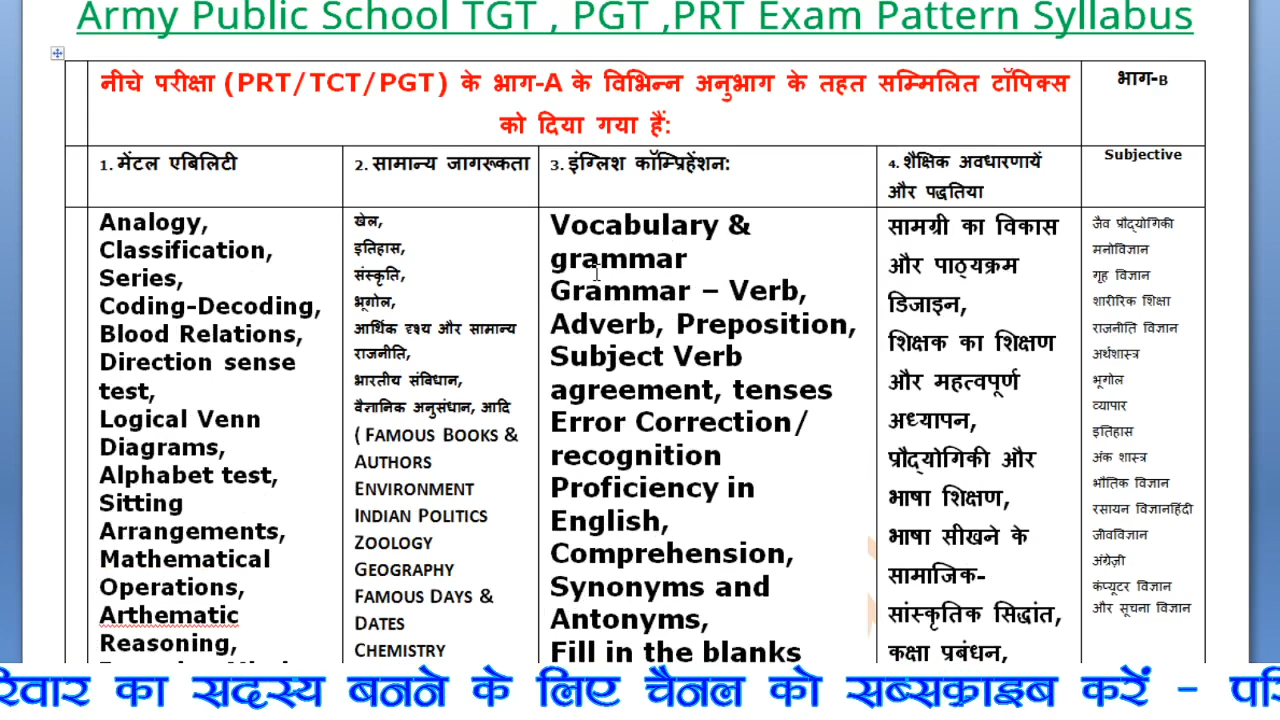 Army Public School TGT , PGT ,PRT Exam Pattern Syllabus
नीचे परीक्षा (PRT/TCT/PGT) के भाग-A के विभिन्न अनुभाग के तहत सम्मिलित टॉपिक्स
को दिया गया हैं:
भाग-B
1. मेंटल एबिलिटी
2. सामान्य जागरूकता
3. इंग्लिश कॉम्प्रिहेंशन:
4. शैक्षिक अवधारणायें
और पद्धतिया
Subjective
Analogy,
Classification,
Series,
Coding-Decoding,
Blood Relations,
Direction sense
test,
Logical Venn
Diagrams,
Alphabet test,
Sitting
Arrangements,
Mathematical
Operations,
Arthematic
Reasoning,
खेल,
इतिहास,
संस्कृति,
भूगोल,
आर्थिक दृश्य और सामान्य
राजनीति,
भारतीय संविधान,
वैज्ञानिक अनुसंधान, आदि
( FAMOUS BOOKS &
AUTHORS
ENVIRONMENT
INDIAN POLITICS
ZOOLOGY
GEOGRAPHY
FAMOUS DAYS &
DATES
CHEMISTRY
Vocabulary &
grammar
Grammar – Verb,
Adverb, Preposition,
Subject Verb
agreement, tenses
Error Correction/
recognition
Proficiency in
English,
Comprehension,
Synonyms and
Antonyms,
Fill in the blanks
सामग्री का विकास
और पाठ्यक्रम
डिजाइन,
शिक्षक का शिक्षण
और महत्वपूर्ण
अध्यापन,
प्रौद्योगिकी और
भाषा शिक्षण,
भाषा सीखने के
सामाजिक-
सांस्कृतिक सिद्धांत,
कक्षा प्रबंधन,
जैव प्रौद्योगिकी
मनोविज्ञान
गृह विज्ञान
शारीरिक शिक्षा
राजनीति विज्ञान
अर्थशास्त्र
भूगोल
व्यापार
इतिहास
अंक शास्त्र
भौतिक विज्ञान
रसायन विज्ञानहिंदी
जीवविज्ञान
अंग्रेज़ी
कंप्यूटर विज्ञान
और सूचना विज्ञान
का सदस्य बनने के लिए चैनल को सब्सक्राइब करें -